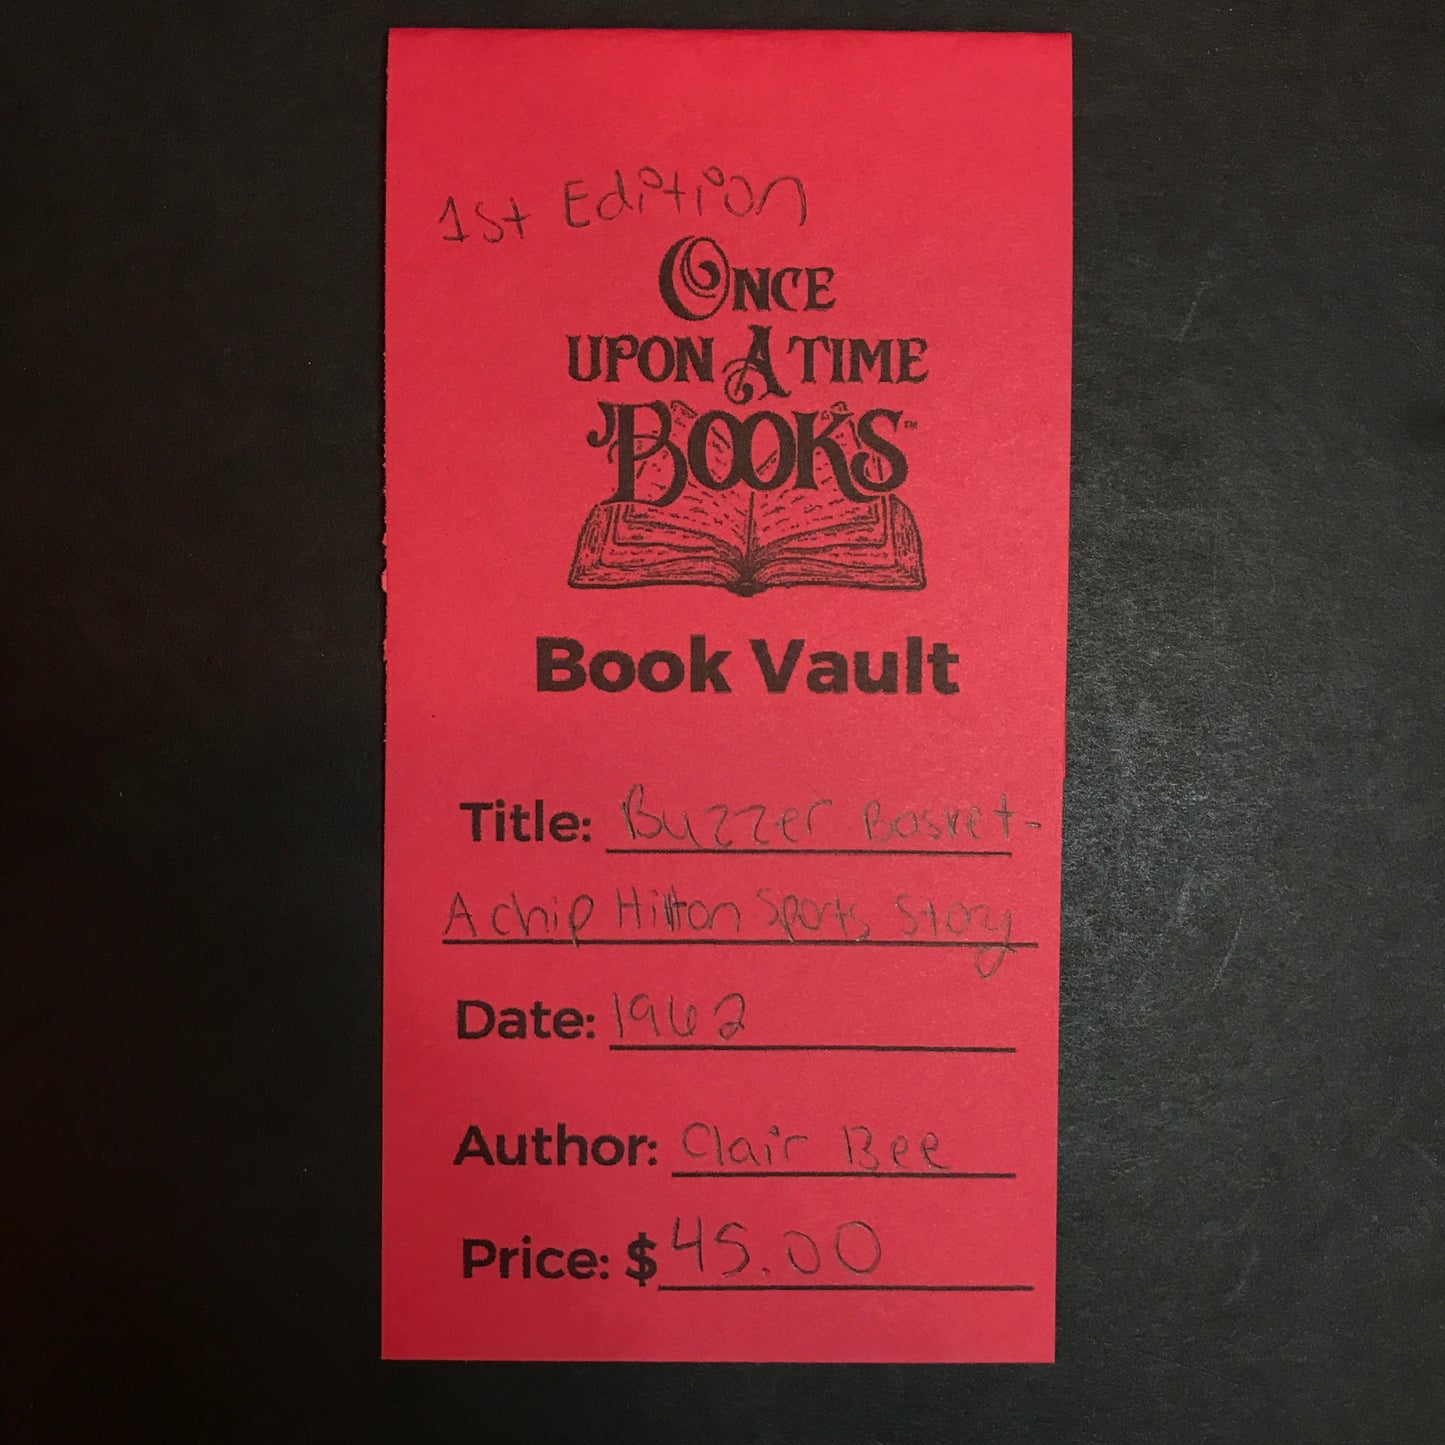 1st Edition
ONCE
UPON A TIME
BOOKS™
Book Vault
Title: Buzzer Basket-
A chip Hilton Sports Story
Date: 1962
Author: Clair Bee
Price: $45.00